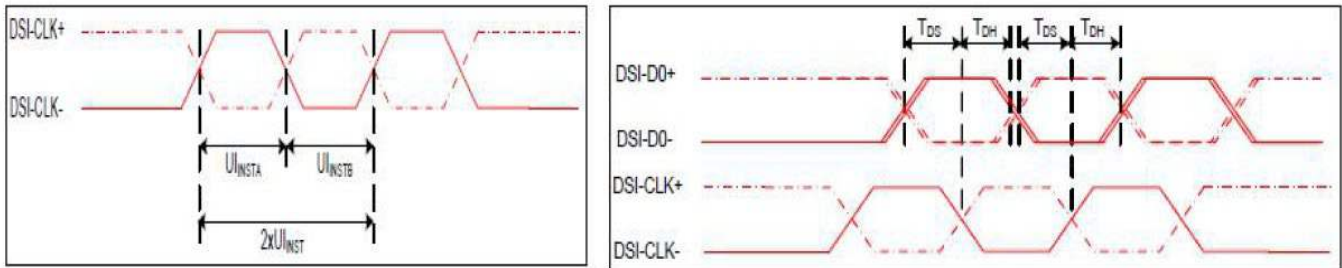 DSI-CLK+
DSI-CLK-
UI_INSTA UI_INSTB
2xUI_INST
T_DS T_DH T_DS T_DH
DSI-D0+
DSI-D0-
DSI-CLK+
DSI-CLK-